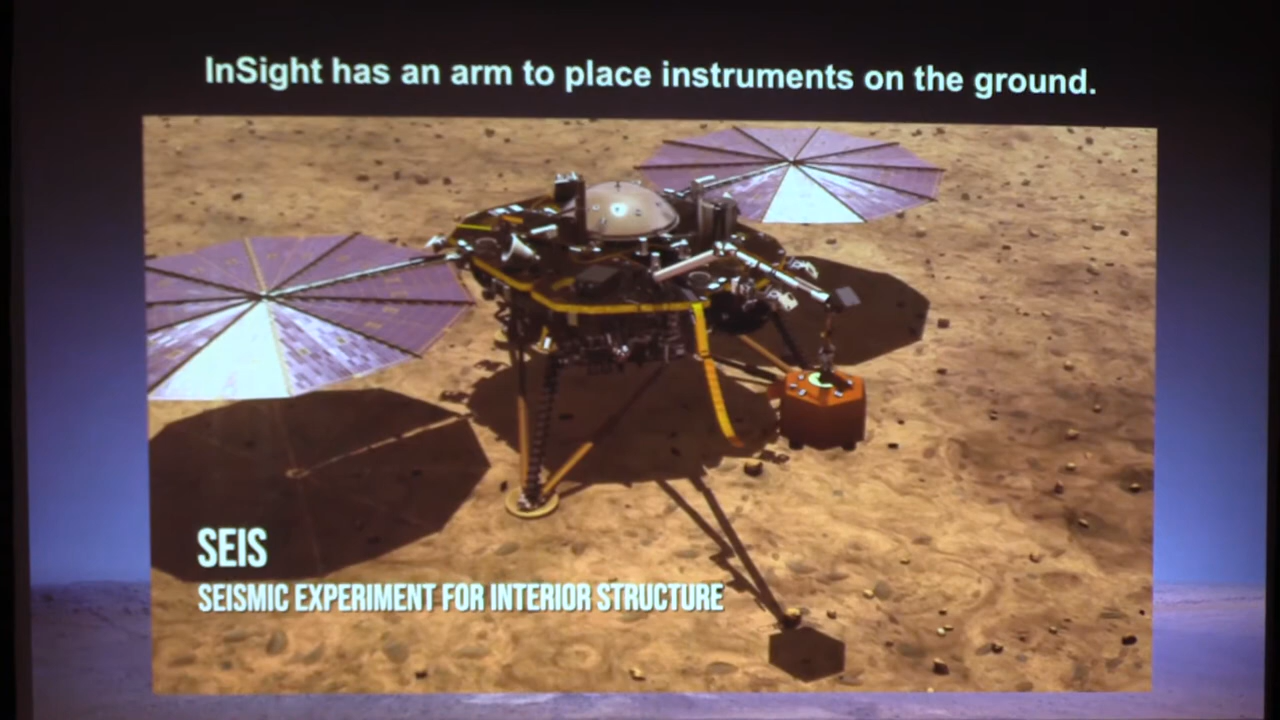 InSight has an arm to place instruments on the ground.
SEIS
SEISMIC EXPERIMENT FOR INTERIOR STRUCTURE